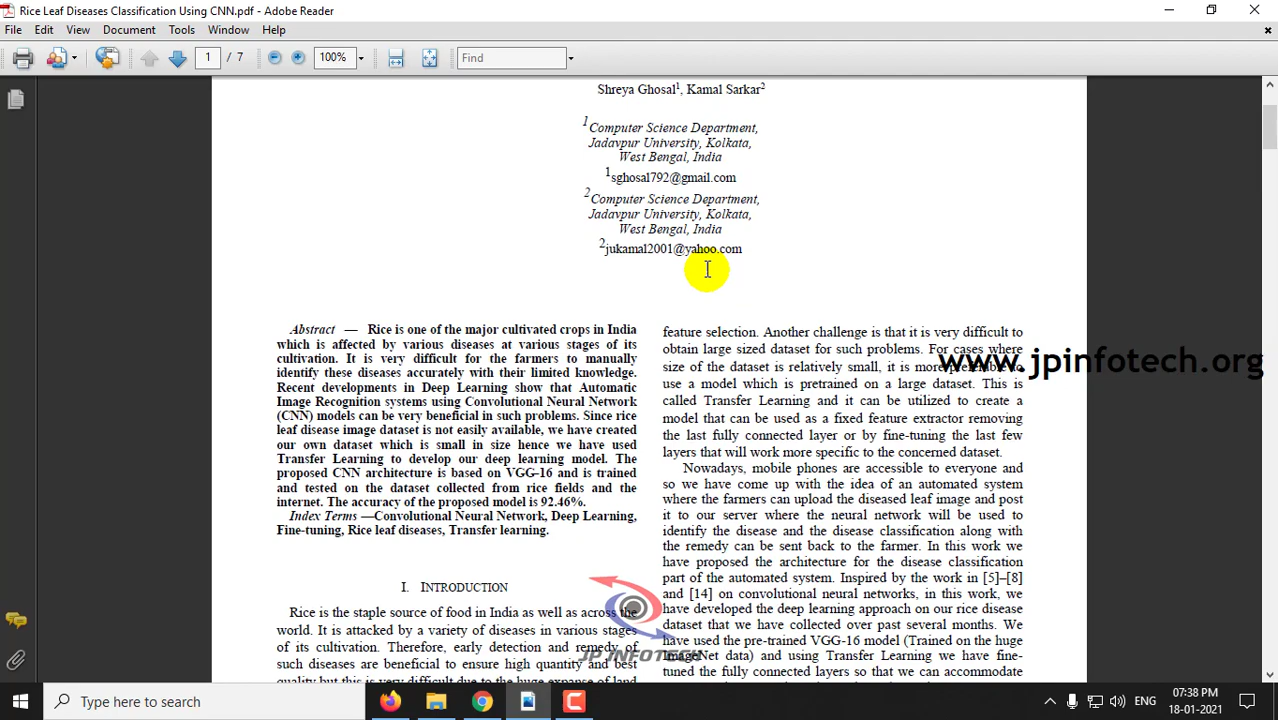 Rice Leaf Diseases Classification Using CNN.pdf - Adobe Reader
File Edit View Document Tools Window Help
1 / 7 100% Find
Shreya Ghosal1, Kamal Sarkar2
1Computer Science Department,
Jadavpur University, Kolkata,
West Bengal, India
1sghosal792@gmail.com
2Computer Science Department,
Jadavpur University, Kolkata,
West Bengal, India
2jukamal2001@yahoo.com
Abstract — Rice is one of the major cultivated crops in India
which is affected by various diseases at various stages of its
cultivation. It is very difficult for the farmers to manually
identify these diseases accurately with their limited knowledge.
Recent developments in Deep Learning show that Automatic
Image Recognition systems using Convolutional Neural Network
(CNN) models can be very beneficial in such problems. Since rice
leaf disease image dataset is not easily available, we have created
our own dataset which is small in size hence we have used
Transfer Learning to develop our deep learning model. The
proposed CNN architecture is based on VGG-16 and is trained
and tested on the dataset collected from rice fields and the
internet. The accuracy of the proposed model is 92.46%.
Index Terms —Convolutional Neural Network, Deep Learning,
Fine-tuning, Rice leaf diseases, Transfer learning.
I. INTRODUCTION
Rice is the staple source of food in India as well as across the
world. It is attacked by a variety of diseases in various stages
of its cultivation. Therefore, early detection and remedy of
such diseases are beneficial to ensure high quantity and best
quality but this is very difficult due to the huge expanse of land
feature selection. Another challenge is that it is very difficult to
obtain large sized dataset for such problems. For cases where
size of the dataset is relatively small, it is more preferable to
use a model which is pretrained on a large dataset. This is
called Transfer Learning and it can be utilized to create a
model that can be used as a fixed feature extractor removing
the last fully connected layer or by fine-tuning the last few
layers that will work more specific to the concerned dataset.
Nowadays, mobile phones are accessible to everyone and
so we have come up with the idea of an automated system
where the farmers can upload the diseased leaf image and post
it to our server where the neural network will be used to
identify the disease and the disease classification along with
the remedy can be sent back to the farmer. In this work we
have proposed the architecture for the disease classification
part of the automated system. Inspired by the work in [5]–[8]
and [14] on convolutional neural networks, in this work, we
have developed the deep learning approach on our rice disease
dataset that we have collected over past several months. We
have used the pre-trained VGG-16 model (Trained on the huge
ImageNet data) and using Transfer Learning we have fine-
tuned the fully connected layers so that we can accommodate
www.jpinfotech.org
JP INFOTECH
Type here to search
ENG
07:38 PM
18-01-2021